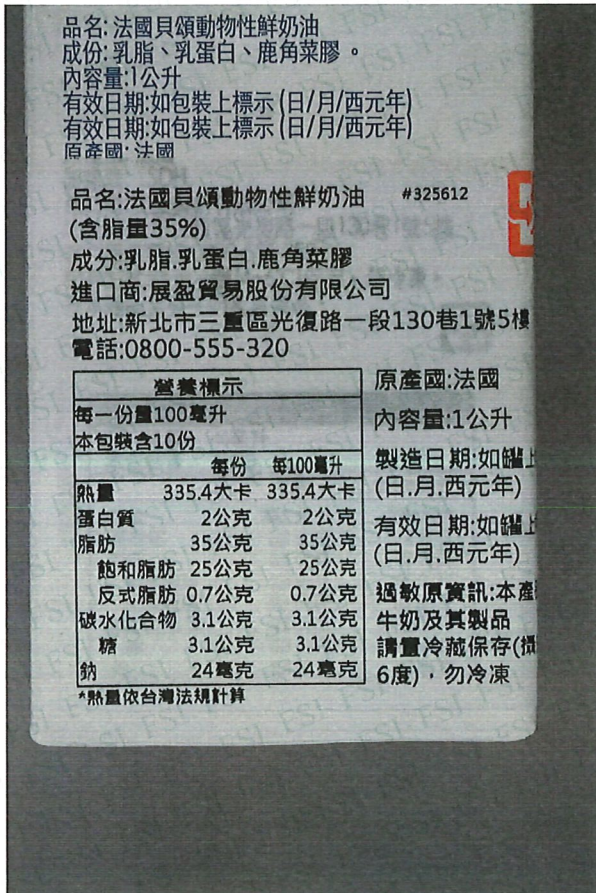 品名: 法國貝頌動物性鮮奶油
成份: 乳脂、乳蛋白、鹿角菜膠。
內容量:1公升
有效日期:如包裝上標示 (日/月/西元年)
有效日期:如包裝上標示 (日/月/西元年)
原產國: 法國
品名:法國貝頌動物性鮮奶油 #325612
(含脂量35%)
成分:乳脂.乳蛋白.鹿角菜膠
進口商:展盈貿易股份有限公司
地址:新北市三重區光復路一段130巷1號5樓
電話:0800-555-320
營養標示
每一份量100毫升
本包裝含10份
每份 每100毫升
熱量 335.4大卡 335.4大卡
蛋白質 2公克 2公克
脂肪 35公克 35公克
飽和脂肪 25公克 25公克
反式脂肪 0.7公克 0.7公克
碳水化合物 3.1公克 3.1公克
糖 3.1公克 3.1公克
鈉 24毫克 24毫克
*熱量依台灣法規計算
原產國:法國
內容量:1公升
製造日期:如罐上
(日.月.西元年)
有效日期:如罐上
(日.月.西元年)
過敏原資訊:本產
牛奶及其製品
請置冷藏保存(攝
6度)，勿冷凍